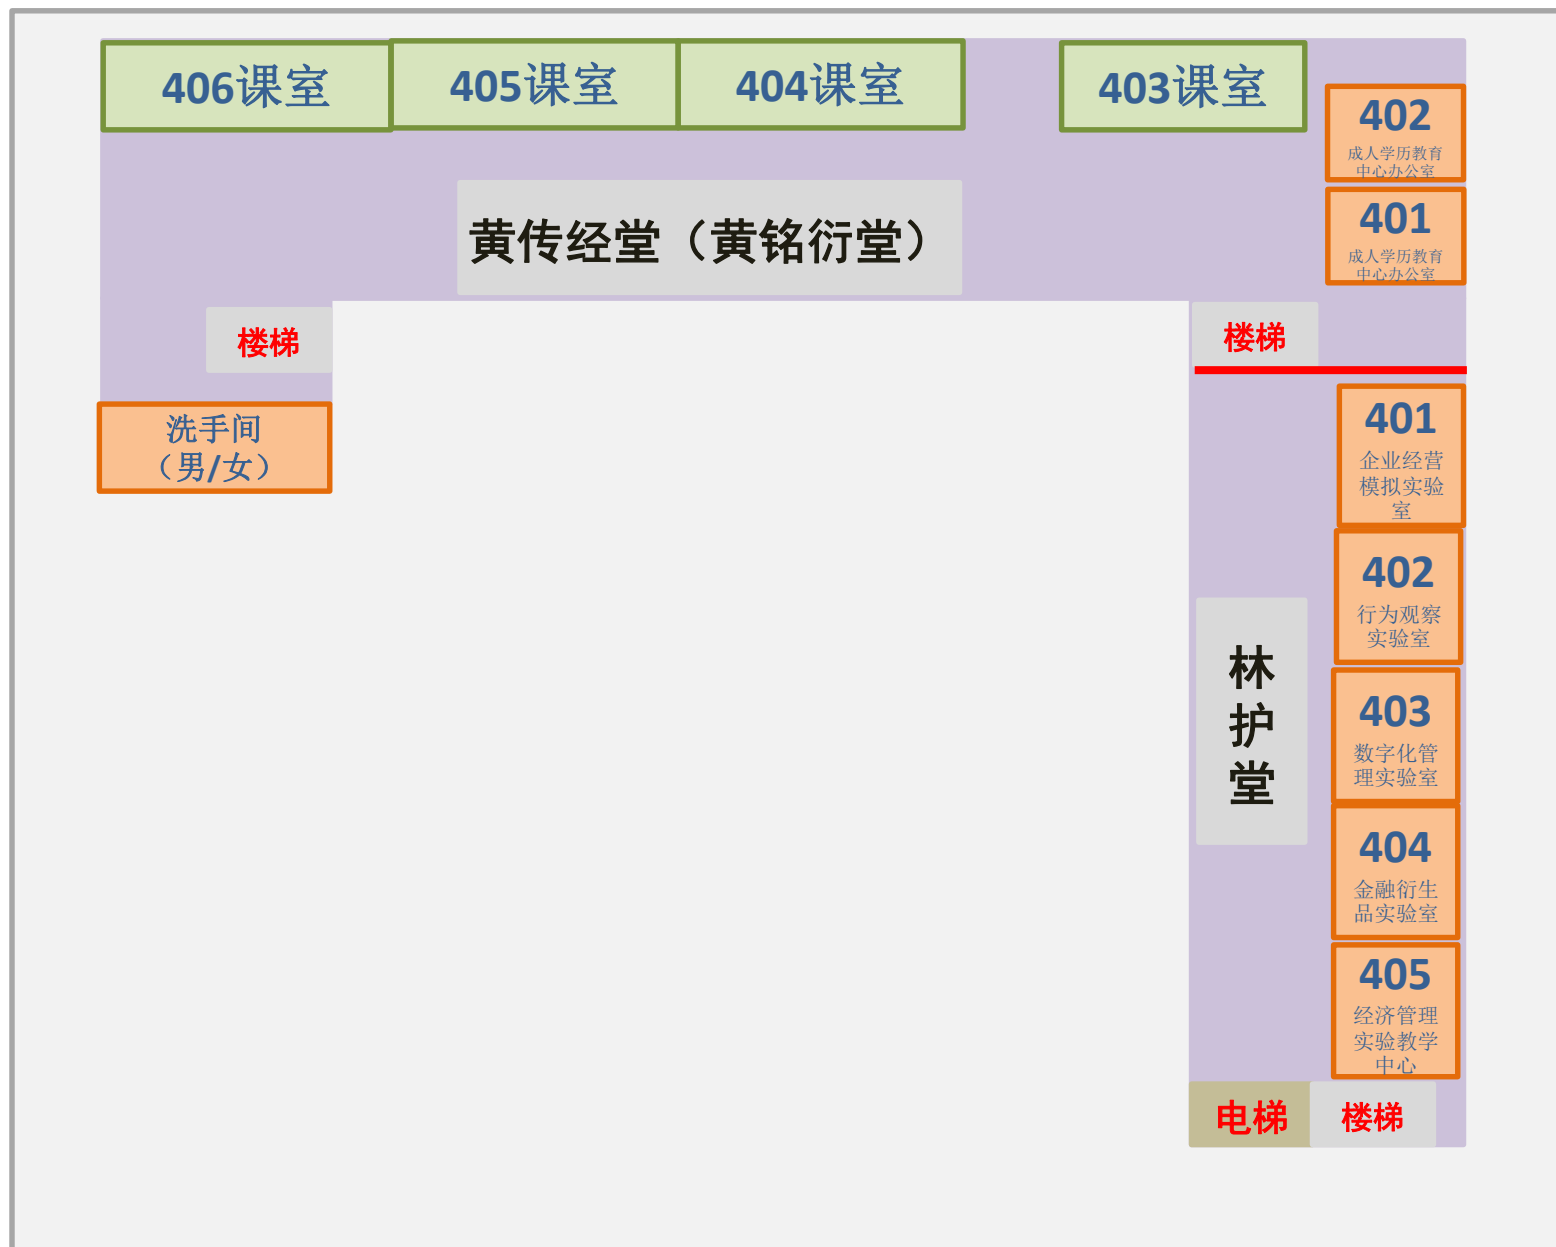 406课室
405课室
404课室
403课室
402
成人学历教育
中心办公室
401
成人学历教育
中心办公室
黄传经堂（黄铭衍堂）
楼梯
楼梯
洗手间
（男/女）
401
企业经营
模拟实验
室
402
行为观察
实验室
林
护
堂
403
数字化管
理实验室
404
金融衍生
品实验室
405
经济管理
实验教学
中心
电梯
楼梯